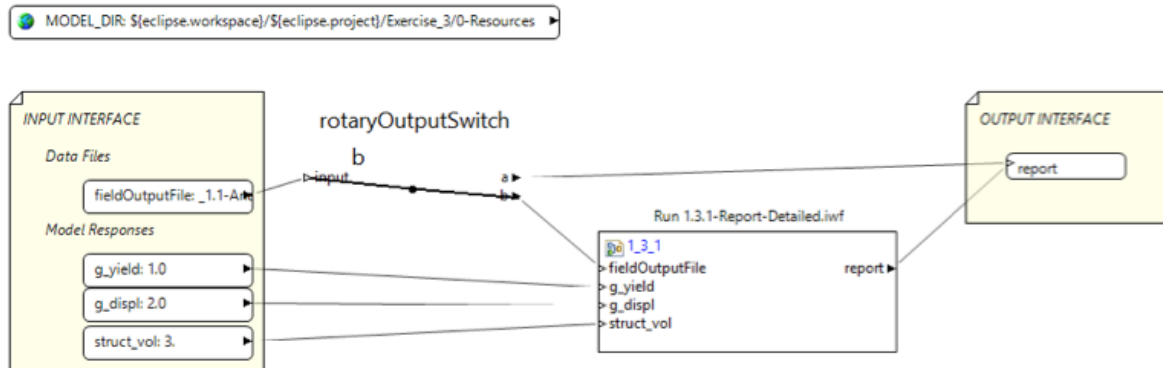 MODEL_DIR: ${eclipse.workspace}/${eclipse.project}/Exercise_3/0-Resources
INPUT INTERFACE
Data Files
fieldOutputFile: _1.1-An
Model Responses
g_yield: 1.0
g_displ: 2.0
struct_vol: 3.
rotaryOutputSwitch
b
input
a
b
Run 1.3.1-Report-Detailed.iwf
1_3_1
fieldOutputFile
report
g_yield
g_displ
struct_vol
OUTPUT INTERFACE
report